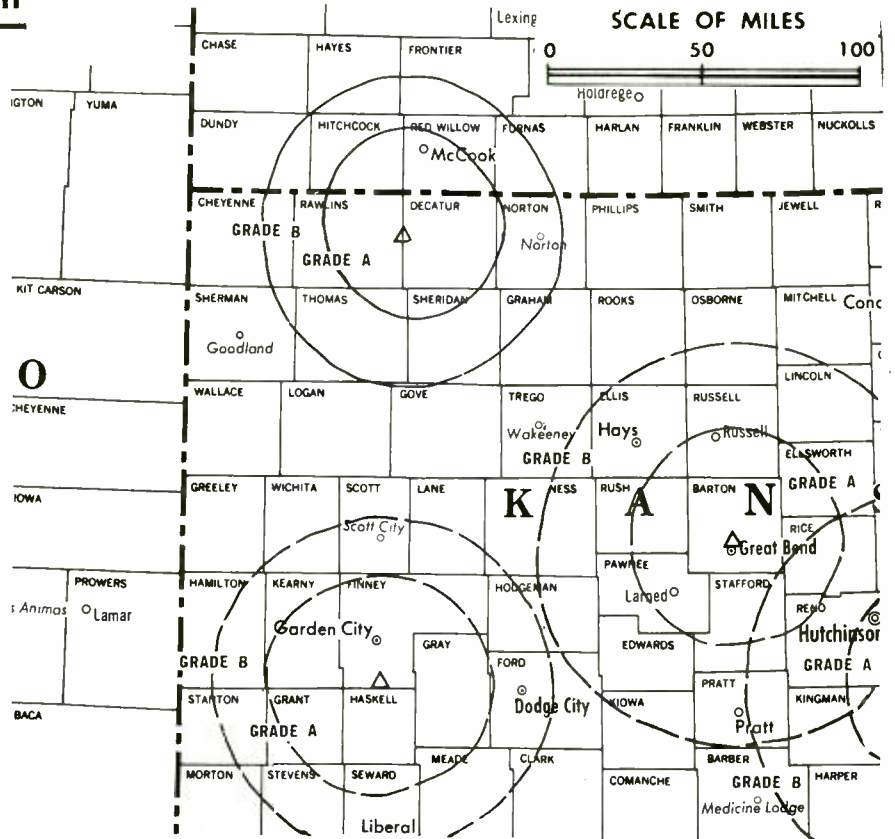 Lexing
SCALE OF MILES
0 50 100
CHASE HAYES FRONTIER
Holdrege
YUMA
DUNDY HITCHCOCK RED WILLOW FURNAS HARLAN FRANKLIN WEBSTER NUCKOLLS
McCook
CHEYENNE RAWLINS DECATUR NORTON PHILLIPS SMITH JEWELL R
GRADE B
Norton
GRADE A
KIT CARSON
SHERMAN THOMAS SHERIDAN GRAHAM ROOKS OSBORNE MITCHELL Conc
Goodland
O
LINCOLN
WALLACE LOGAN GOVE TREGO ELLIS RUSSELL
CHEYENNE
Wakeeney Hays Russell
GRADE B
ELLSWORTH
GREELEY WICHITA SCOTT LANE NESS RUSH BARTON GRADE A
K A N S
IOWA
Scott City
RICE
Great Bend
PAWNEE
PROWERS HAMILTON KEARNY FINNEY HODGEMAN STAFFORD
s Animas Lamar
Larned
RENO
Garden City
Hutchinson
GRAY EDWARDS
GRADE B FORD GRADE A
PRATT
STANTON GRANT HASKELL Dodge City KIOWA KINGMAN
BACA
Pratt
GRADE A
MEADE CLARK BARBER
MORTON STEVENS SEWARD COMANCHE GRADE B HARPER
Medicine Lodge
Liberal